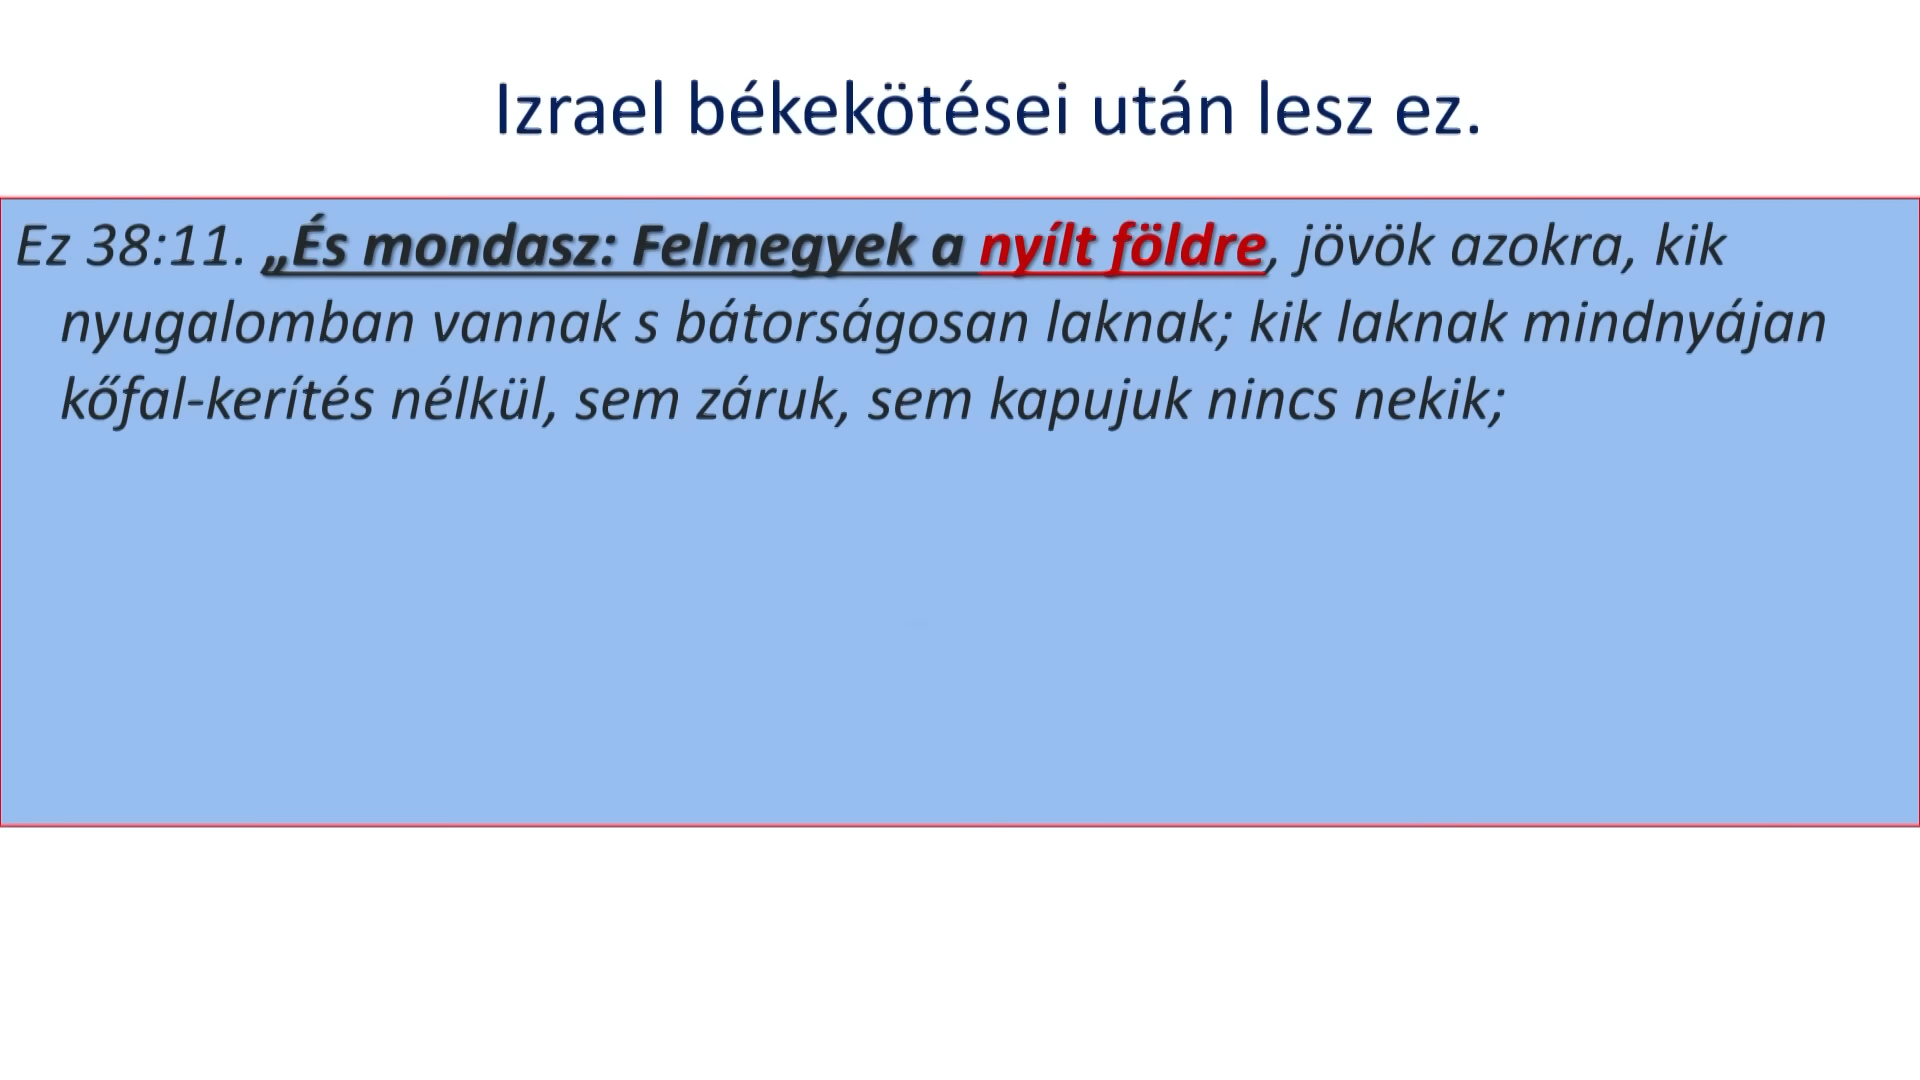 Izrael békekötései után lesz ez.
Ez 38:11. „És mondasz: Felmegyek a nyílt földre, jövök azokra, kik
nyugalomban vannak s bátorságosan laknak; kik laknak mindnyájan
kőfal-kerítés nélkül, sem záruk, sem kapujuk nincs nekik;